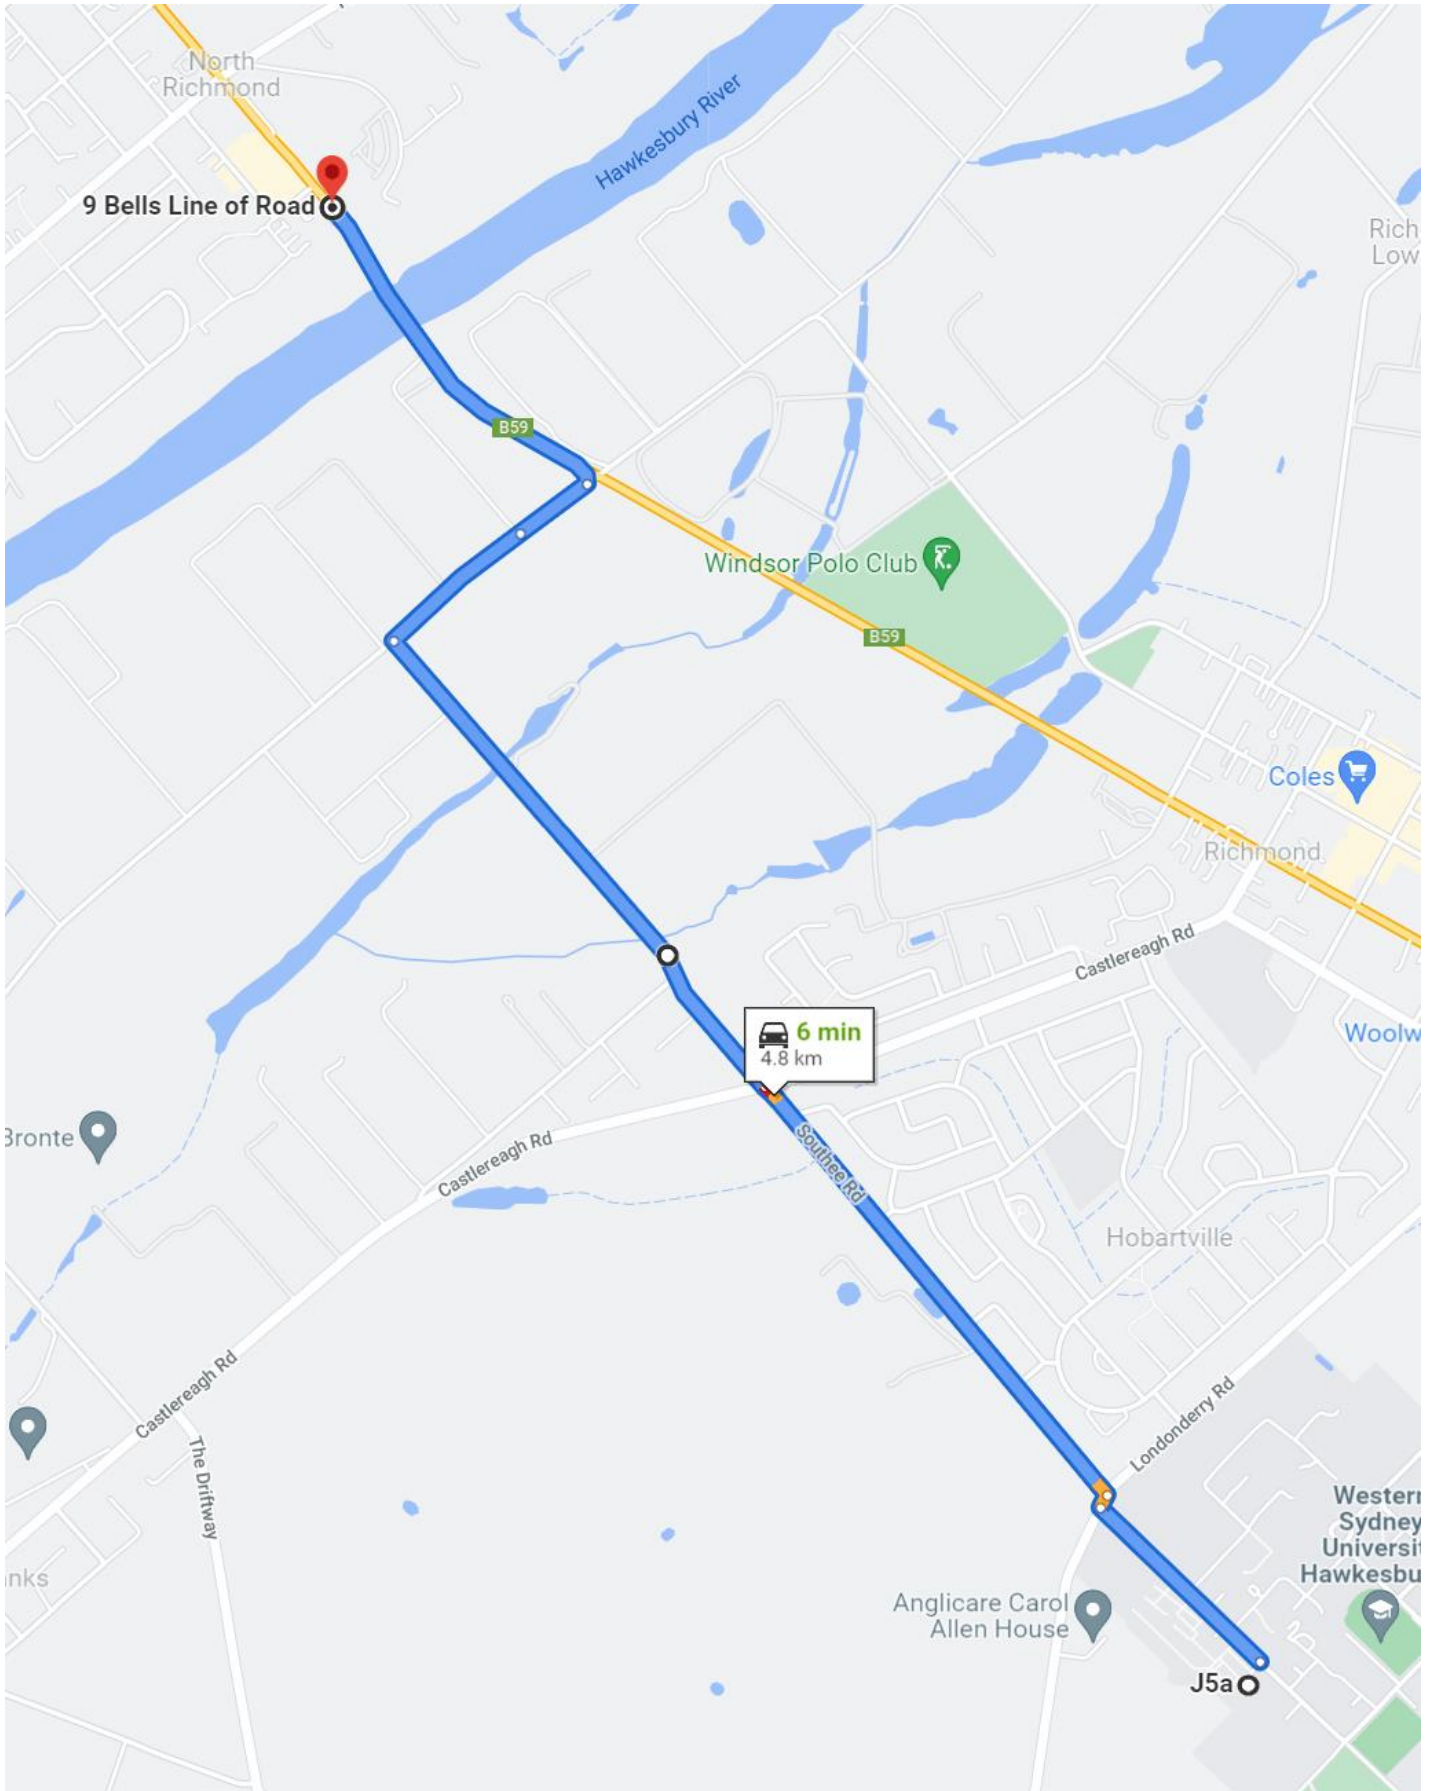 North
Richmond
Hawkesbury River
9 Bells Line of Road
Rich
Low
B59
Windsor Polo Club
B59
Coles
Richmond
Castlereagh Rd
6 min
4.8 km
Woolw
Bronte
Southee Rd
Castlereagh Rd
Hobartville
Castlereagh Rd
Londonderry Rd
The Driftway
Western
Sydney
Universit
Hawkesbu
anks
Anglicare Carol
Allen House
J5a